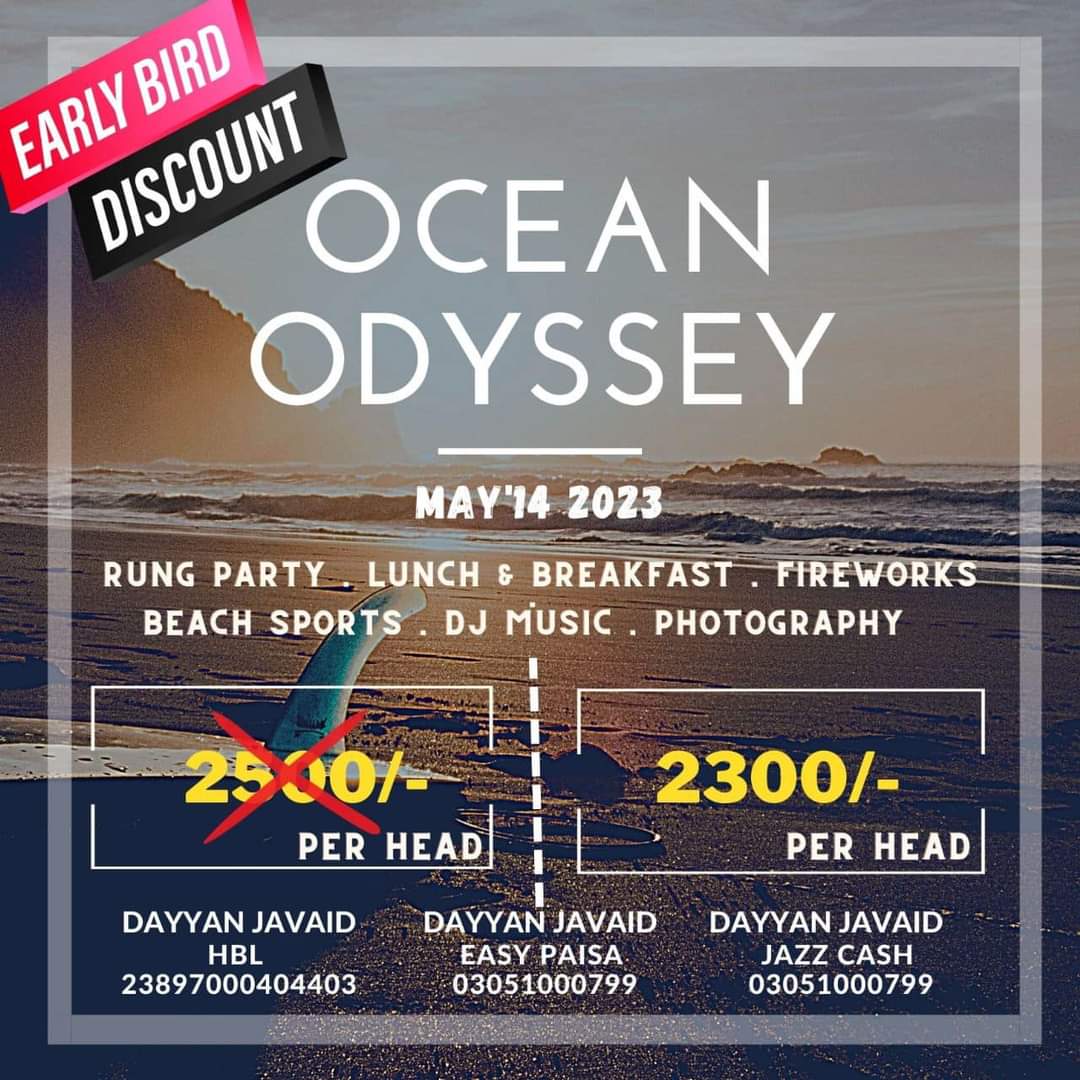 EARLY BIRD
DISCOUNT
OCEAN
ODYSSEY
MAY'14 2023
RUNG PARTY . LUNCH & BREAKFAST . FIREWORKS
BEACH SPORTS . DJ MUSIC . PHOTOGRAPHY
2500/-
PER HEAD
2300/-
PER HEAD
DAYYAN JAVAID
HBL
23897000404403
DAYYAN JAVAID
EASY PAISA
03051000799
DAYYAN JAVAID
JAZZ CASH
03051000799